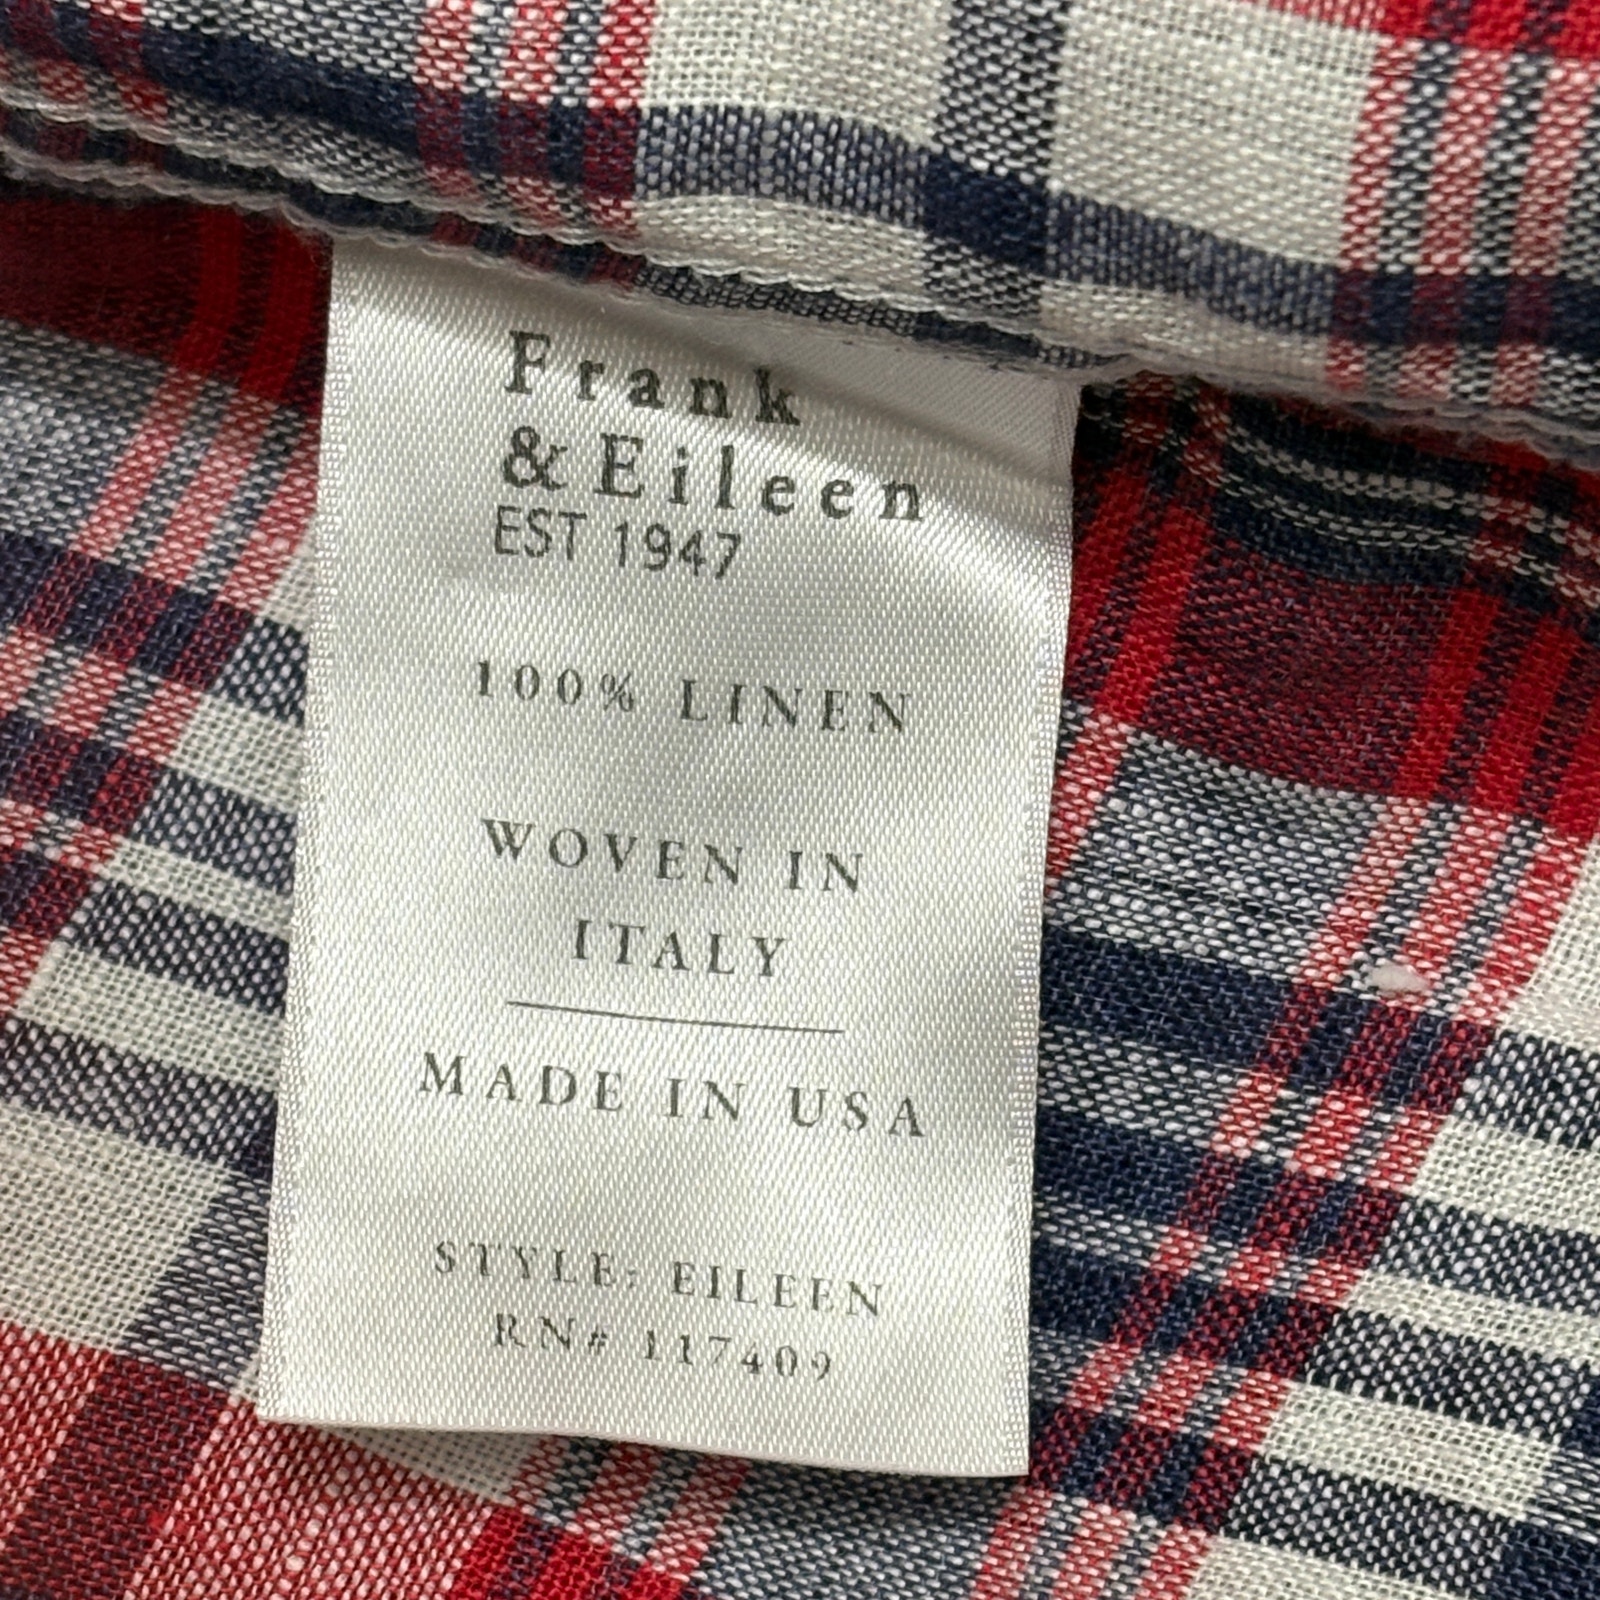 Frank
& Eileen
EST 1947
100% LINEN
WOVEN IN
ITALY
MADE IN USA
STYLE: EILEEN
RN# 117409